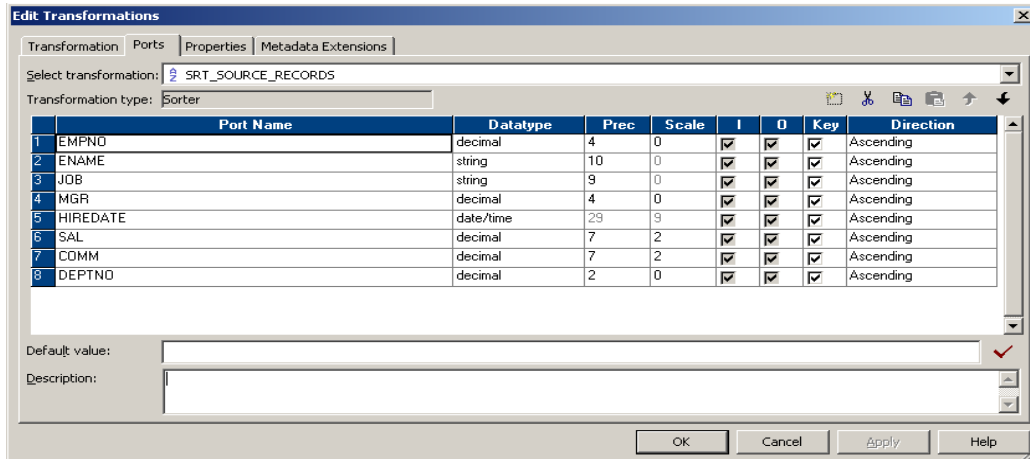 Edit Transformations
Transformation Ports Properties Metadata Extensions
Select transformation: SRT_SOURCE_RECORDS
Transformation type: Sorter
Port Name Datatype Prec Scale I O Key Direction
1 EMPNO decimal 4 0 Ascending
2 ENAME string 10 0 Ascending
3 JOB string 9 0 Ascending
4 MGR decimal 4 0 Ascending
5 HIREDATE date/time 29 9 Ascending
6 SAL decimal 7 2 Ascending
7 COMM decimal 7 2 Ascending
8 DEPTNO decimal 2 0 Ascending
Default value:
Description:
OK Cancel Apply Help